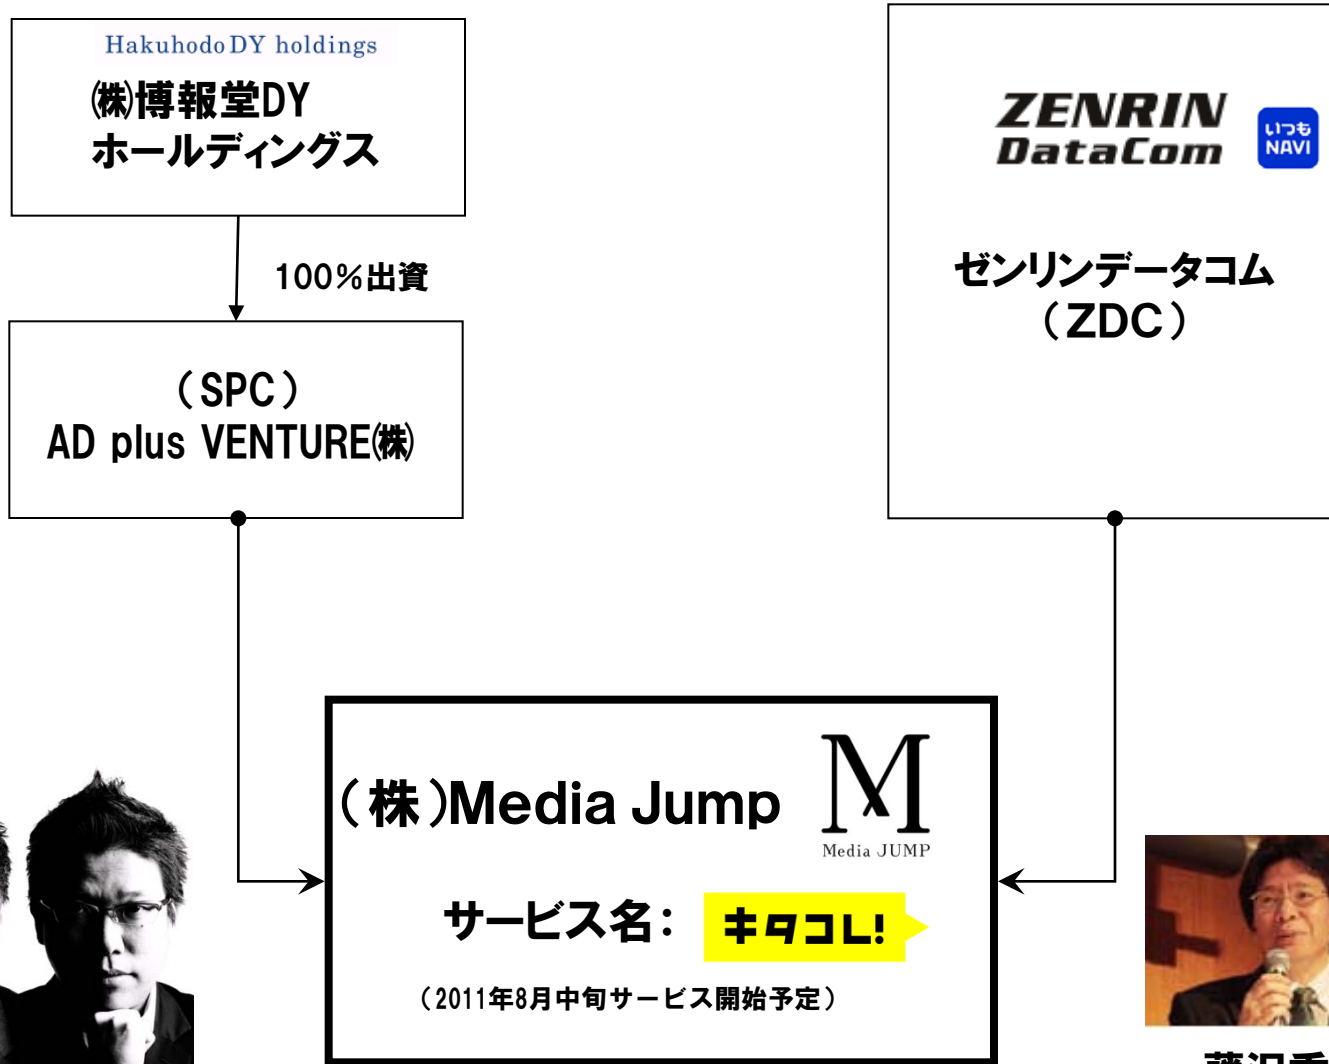 Hakuhodo DY holdings
㈱博報堂DY
ホールディングス
100%出資
(SPC)
AD plus VENTURE㈱
ZENRIN
DataCom
いつも
NAVI
ゼンリンデータコム
(ZDC)
(株)Media Jump
M
Media JUMP
サービス名:
キタコレ!
(2011年8月中旬サービス開始予定)